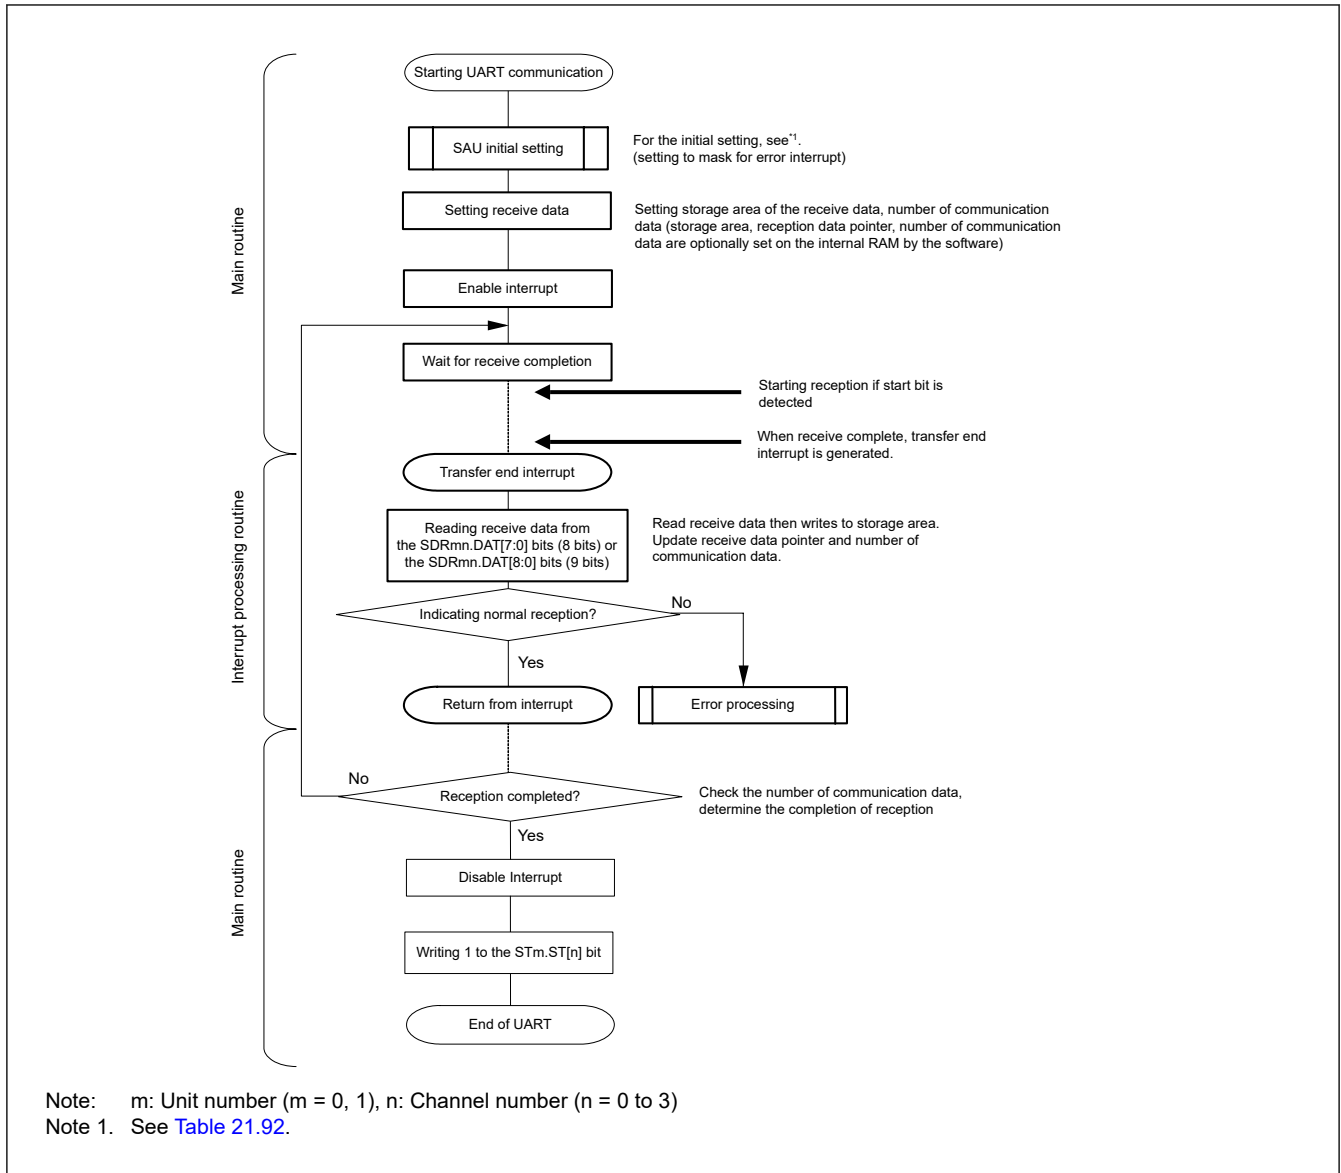 Starting UART communication
SAU initial setting
For the initial setting, see*1.
(setting to mask for error interrupt)
Setting receive data
Setting storage area of the receive data, number of communication
data (storage area, reception data pointer, number of communication
data are optionally set on the internal RAM by the software)
Main routine
Enable interrupt
Wait for receive completion
Starting reception if start bit is
detected
When receive complete, transfer end
interrupt is generated.
Transfer end interrupt
Interrupt processing routine
Reading receive data from
the SDRmn.DAT[7:0] bits (8 bits) or
the SDRmn.DAT[8:0] bits (9 bits)
Read receive data then writes to storage area.
Update receive data pointer and number of
communication data.
Indicating normal reception?
No
Yes
Return from interrupt
Error processing
No
Reception completed?
Check the number of communication data,
determine the completion of reception
Yes
Main routine
Disable Interrupt
Writing 1 to the STm.ST[n] bit
End of UART
Note: m: Unit number (m = 0, 1), n: Channel number (n = 0 to 3)
Note 1. See Table 21.92.